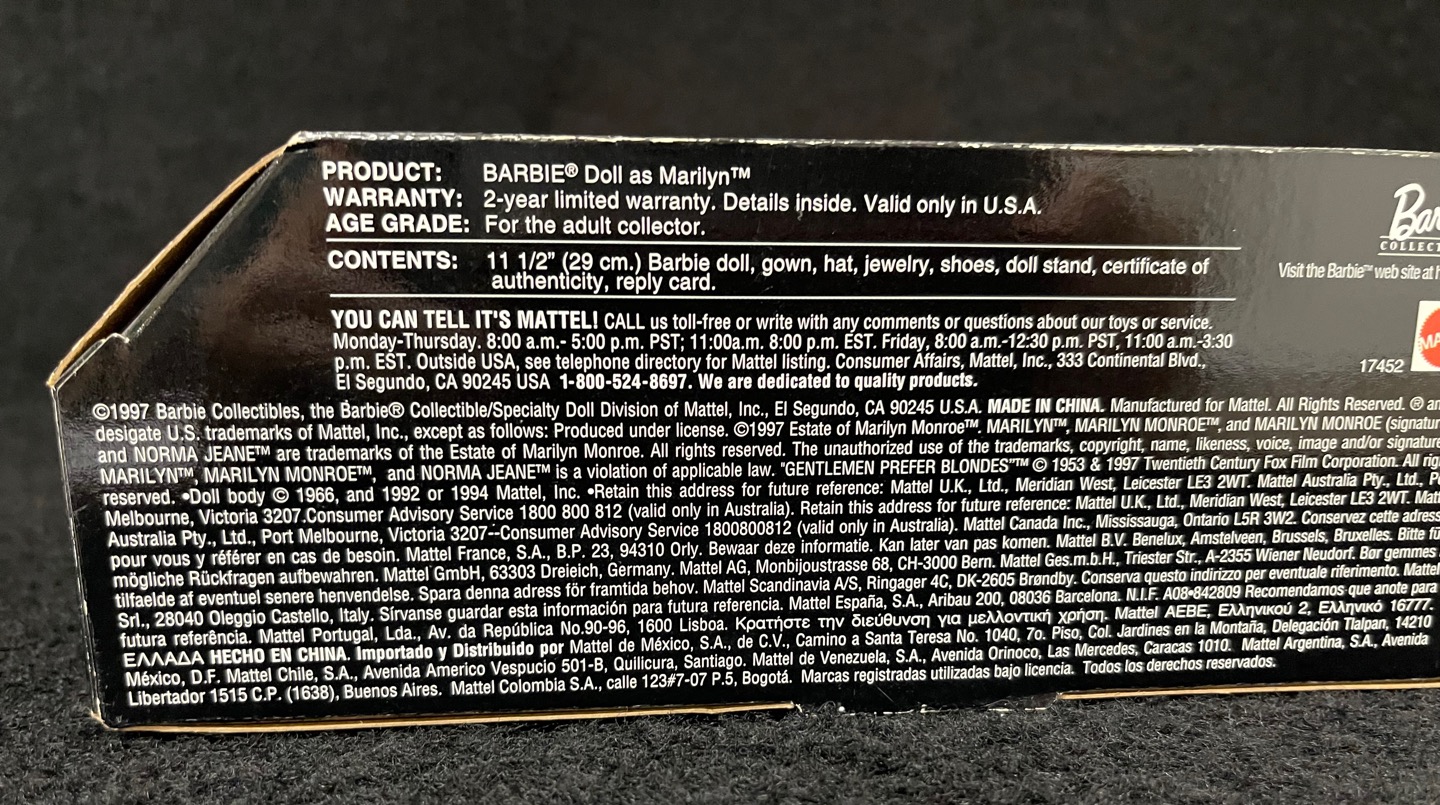 PRODUCT: BARBIE® Doll as Marilyn™
WARRANTY: 2-year limited warranty. Details inside. Valid only in U.S.A.
AGE GRADE: For the adult collector.
CONTENTS: 11 1/2” (29 cm.) Barbie doll, gown, hat, jewelry, shoes, doll stand, certificate of
authenticity, reply card.
Visit the Barbie™ web site at
YOU CAN TELL IT'S MATTEL! CALL us toll-free or write with any comments or questions about our toys or service.
Monday-Thursday. 8:00 a.m.- 5:00 p.m. PST; 11:00a.m. 8:00 p.m. EST. Friday, 8:00 a.m.-12:30 p.m. PST, 11:00 a.m.-3:30
p.m. EST. Outside USA, see telephone directory for Mattel listing. Consumer Affairs, Mattel, Inc., 333 Continental Blvd.,
El Segundo, CA 90245 USA 1-800-524-8697. We are dedicated to quality products.
17452
©1997 Barbie Collectibles, the Barbie® Collectible/Specialty Doll Division of Mattel, Inc., El Segundo, CA 90245 U.S.A. MADE IN CHINA. Manufactured for Mattel. All Rights Reserved. ®
desigate U.S. trademarks of Mattel, Inc., except as follows: Produced under license. ©1997 Estate of Marilyn Monroe™. MARILYN™, MARILYN MONROE™, and MARILYN MONROE (signatur
and NORMA JEANE™ are trademarks of the Estate of Marilyn Monroe. All rights reserved. The unauthorized use of the trademarks, copyright, name, likeness, voice, image and/or signature
MARILYN™, MARILYN MONROE™, and NORMA JEANE™ is a violation of applicable law. "GENTLEMEN PREFER BLONDES"™ © 1953 & 1997 Twentieth Century Fox Film Corporation. All rig
reserved. •Doll body © 1966, and 1992 or 1994 Mattel, Inc. •Retain this address for future reference: Mattel U.K., Ltd., Meridian West, Leicester LE3 2WT. Mattel Australia Pty., Ltd.,
Melbourne, Victoria 3207.Consumer Advisory Service 1800 800 812 (valid only in Australia). Retain this address for future reference: Mattel U.K., Ltd., Meridian West, Leicester LE3 2WT. Matt
Australia Pty., Ltd., Port Melbourne, Victoria 3207--Consumer Advisory Service 1800800812 (valid only in Australia). Mattel Canada Inc., Mississauga, Ontario L5R 3W2. Conservez cette adress
pour vous y référer en cas de besoin. Mattel France, S.A., B.P. 23, 94310 Orly. Bewaar deze informatie. Kan later van pas komen. Mattel B.V. Benelux, Amstelveen, Brussels, Bruxelles. Bitte fü
mögliche Rückfragen aufbewahren. Mattel GmbH, 63303 Dreieich, Germany. Mattel AG, Monbijoustrasse 68, CH-3000 Bern. Mattel Ges.m.b.H., Triester Str., A-2355 Wiener Neudorf. Bør gemmes
tilfaelde af eventuel senere henvendelse. Spara denna adress för framtida behov. Mattel Scandinavia A/S, Ringager 4C, DK-2605 Brøndby. Conserva questo indirizzo per eventuale riferimento. Mattel
Srl., 28040 Oleggio Castello, Italy. Sírvanse guardar esta información para futura referencia. Mattel España, S.A., Aribau 200, 08036 Barcelona. N.I.F. A08•842809 Recomendamos que anote para
futura referência. Mattel Portugal, Lda., Av. da República No.90-96, 1600 Lisboa. Κρατήστε την διεύθυνση για μελλοντική χρήση. Mattel AEBE, Ελληνικού 2, Ελληνικό 16777.
ΕΛΛΑΔΑ HECHO EN CHINA. Importado y Distribuido por Mattel de México, S.A., de C.V., Camino a Santa Teresa No. 1040, 7o. Piso, Col. Jardines en la Montaña, Delegación Tlalpan, 14210
México, D.F. Mattel Chile, S.A., Avenida Americo Vespucio 501-B, Quilicura, Santiago. Mattel de Venezuela, S.A., Avenida Orinoco, Las Mercedes, Caracas 1010. Mattel Argentina, S.A., Avenida
Libertador 1515 C.P. (1638), Buenos Aires. Mattel Colombia S.A., calle 123#7-07 P.5, Bogotá. Marcas registradas utilizadas bajo licencia. Todos los derechos reservados.